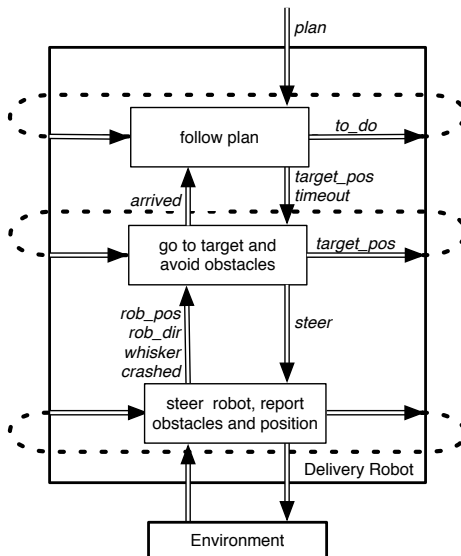 plan
follow plan
to_do
target_pos
timeout
arrived
go to target and
avoid obstacles
target_pos
rob_pos
rob_dir
whisker
crashed
steer
steer robot, report
obstacles and position
Delivery Robot
Environment